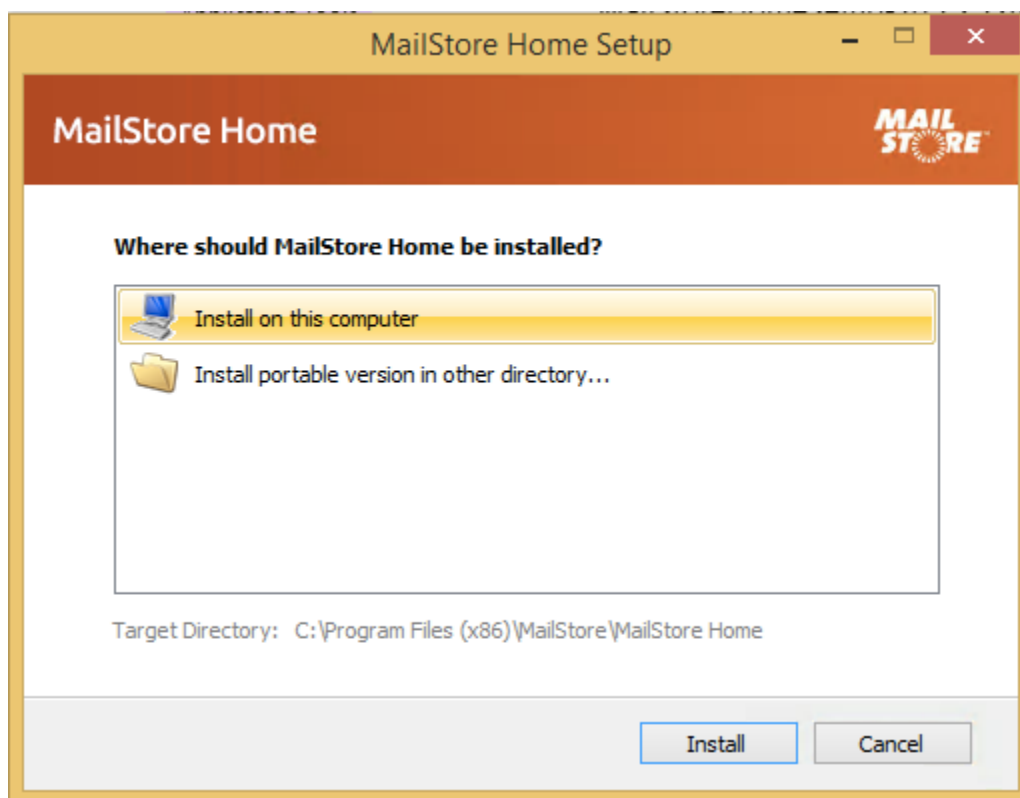 MailStore Home Setup
MailStore Home
MAIL
STORE™
Where should MailStore Home be installed?
Install on this computer
Install portable version in other directory...
Target Directory: C:\Program Files (x86)\MailStore\MailStore Home
Install
Cancel